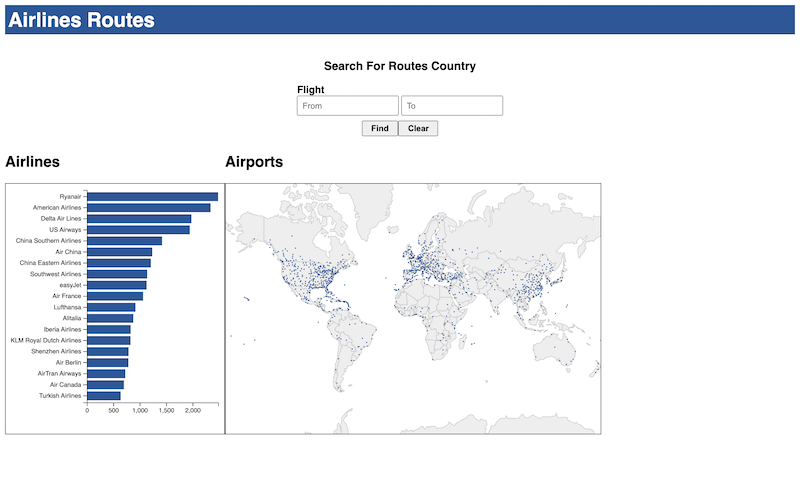 Airlines Routes
Search For Routes Country
Flight
From To
Find Clear
Airlines
Airports
Ryanair
American Airlines
Delta Air Lines
US Airways
China Southern Airlines
Air China
China Eastern Airlines
Southwest Airlines
easyJet
Air France
Lufthansa
Alitalia
Iberia Airlines
KLM Royal Dutch Airlines
Shenzhen Airlines
Air Berlin
AirTran Airways
Air Canada
Turkish Airlines
0 500 1,000 1,500 2,000